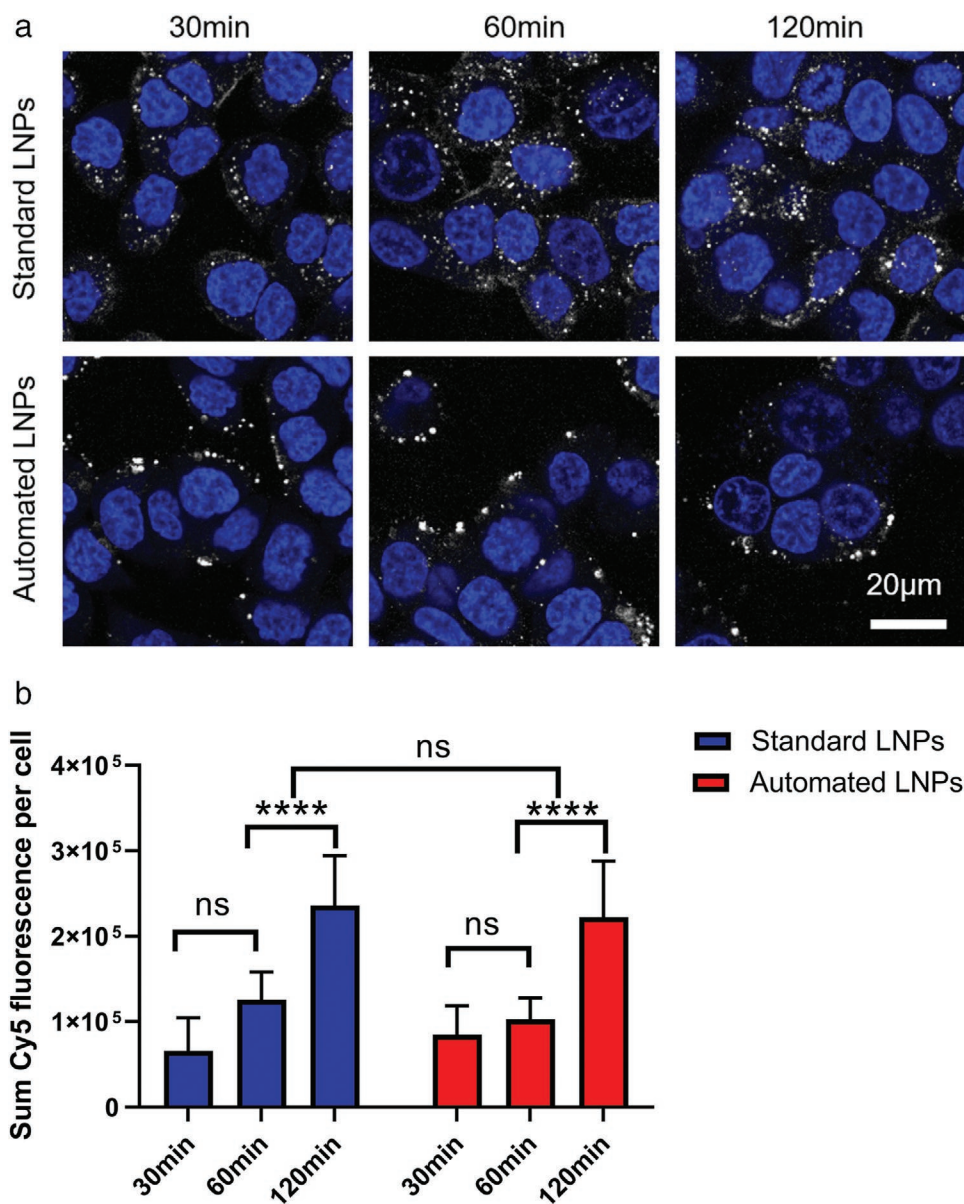 a
30min 60min 120min
Standard LNPs
Automated LNPs
20μm
b
Sum Cy5 fluorescence per cell
4×10⁵
3×10⁵
2×10⁵
1×10⁵
0
ns
ns
****
ns
****
ns
30min 60min 120min 30min 60min 120min
Standard LNPs
Automated LNPs